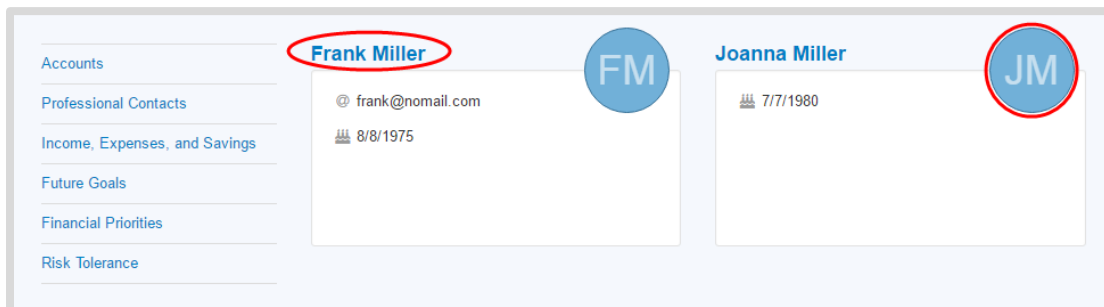 Accounts
Professional Contacts
Income, Expenses, and Savings
Future Goals
Financial Priorities
Risk Tolerance
Frank Miller
FM
@ frank@nomail.com
8/8/1975
Joanna Miller
JM
7/7/1980